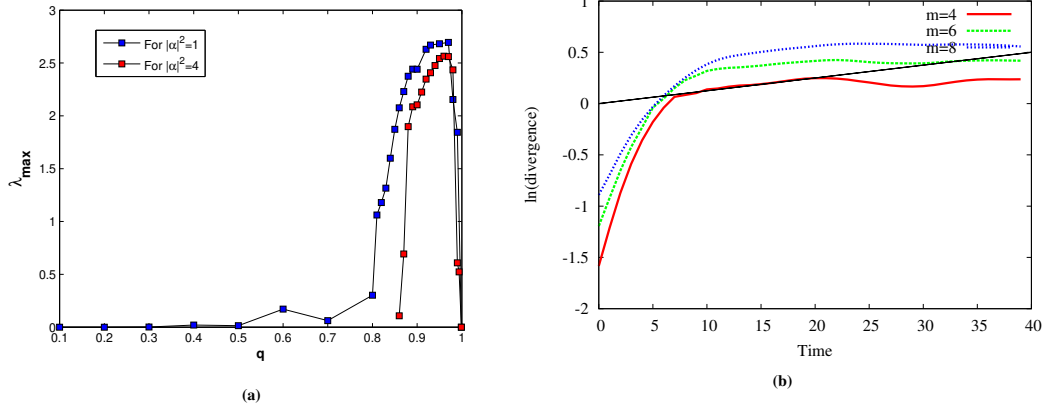 3
2.5
2
1.5
1
0.5
0
0.1 0.2 0.3 0.4 0.5 0.6 0.7 0.8 0.9 1
λmax
q
For |α|²=1
For |α|²=4
(a)
1
0.5
0
-0.5
-1
-1.5
-2
0 5 10 15 20 25 30 35 40
ln(divergence)
Time
m=4
m=6
m=8
(b)